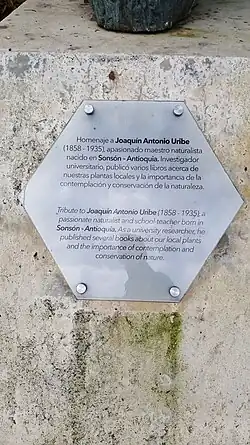 Homenaje a Joaquín Antonio Uribe
(1858 - 1935), apasionado maestro naturalista
nacido en Sonsón - Antioquia. Investigador
universitario, publicó varios libros acerca de
nuestras plantas locales y la importancia de la
contemplación y conservación de la naturaleza.
Tribute to Joaquín Antonio Uribe (1858 - 1935), a
passionate naturalist and school teacher born in
Sonsón - Antioquia. As a university researcher, he
published several books about our local plants
and the importance of contemplation and
conservation of nature.